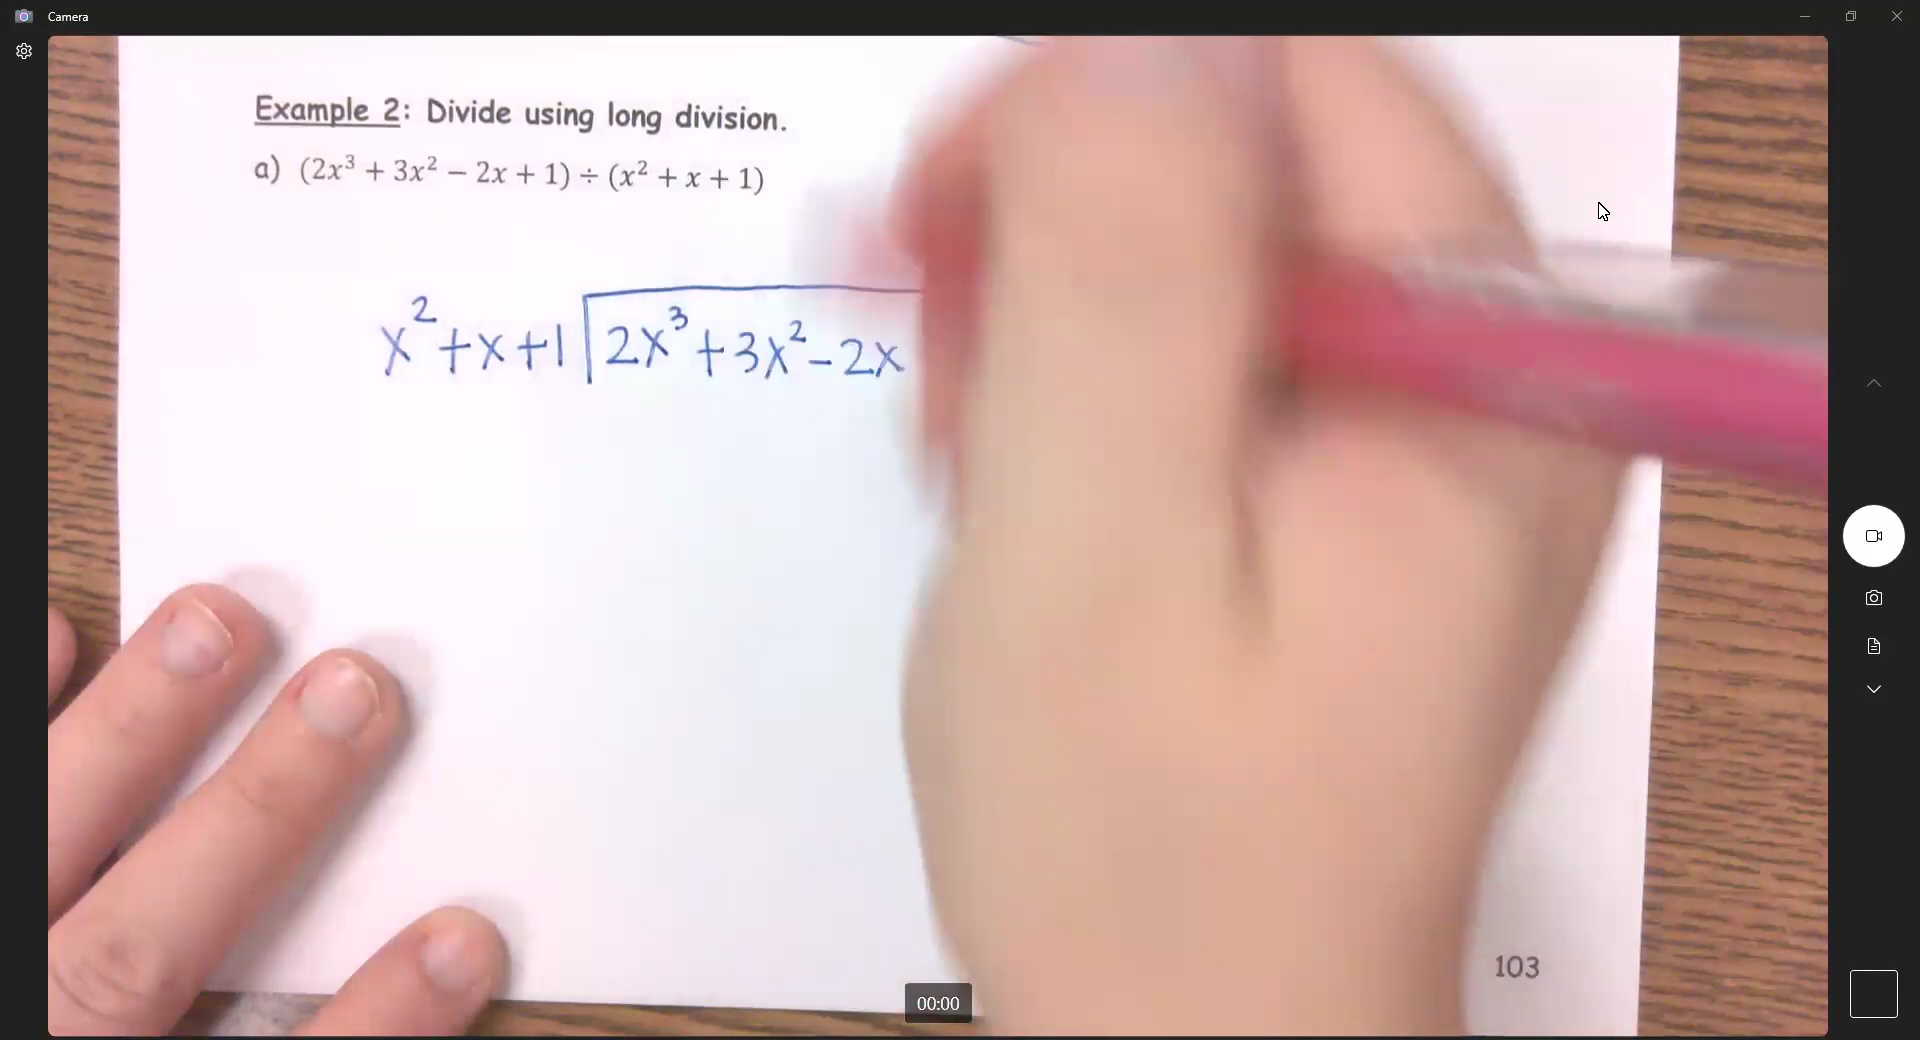 Camera
Example 2: Divide using long division.
a) (2x³ + 3x² − 2x + 1) ÷ (x² + x + 1)
x² + x + 1 2x³ + 3x² − 2x
103
00:00